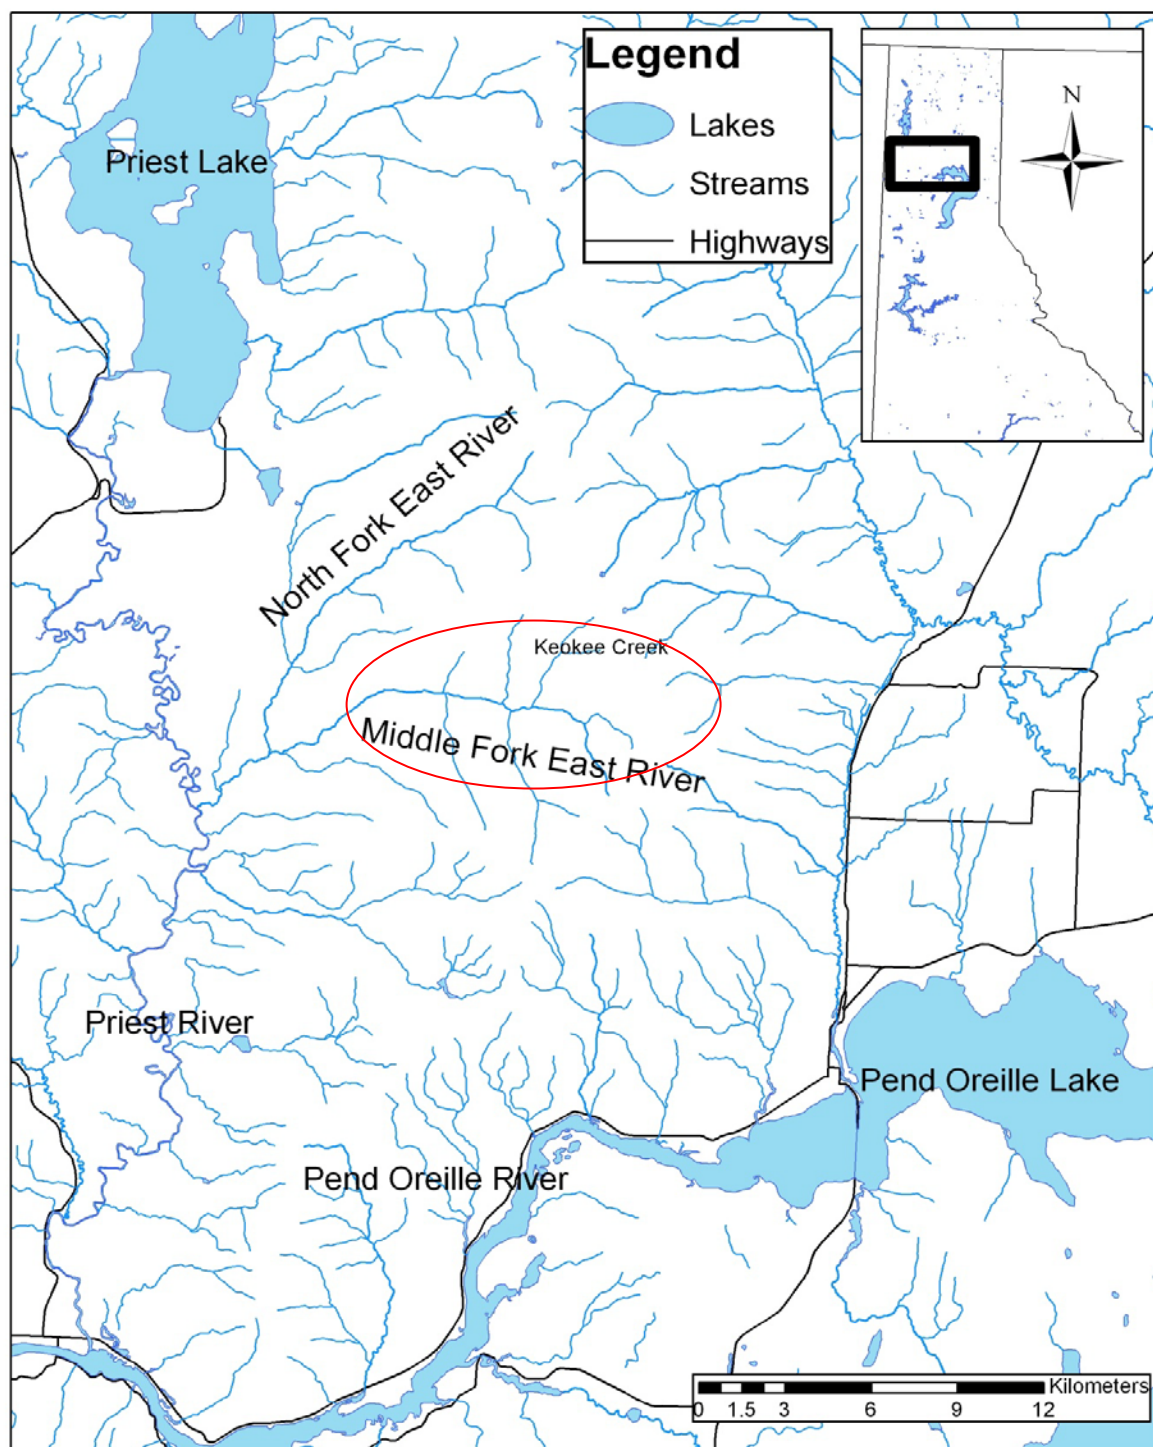 Legend
Lakes
Streams
Highways
N
Priest Lake
North Fork East River
Keokee Creek
Middle Fork East River
Priest River
Pend Oreille Lake
Pend Oreille River
Kilometers
0 1.5 3 6 9 12